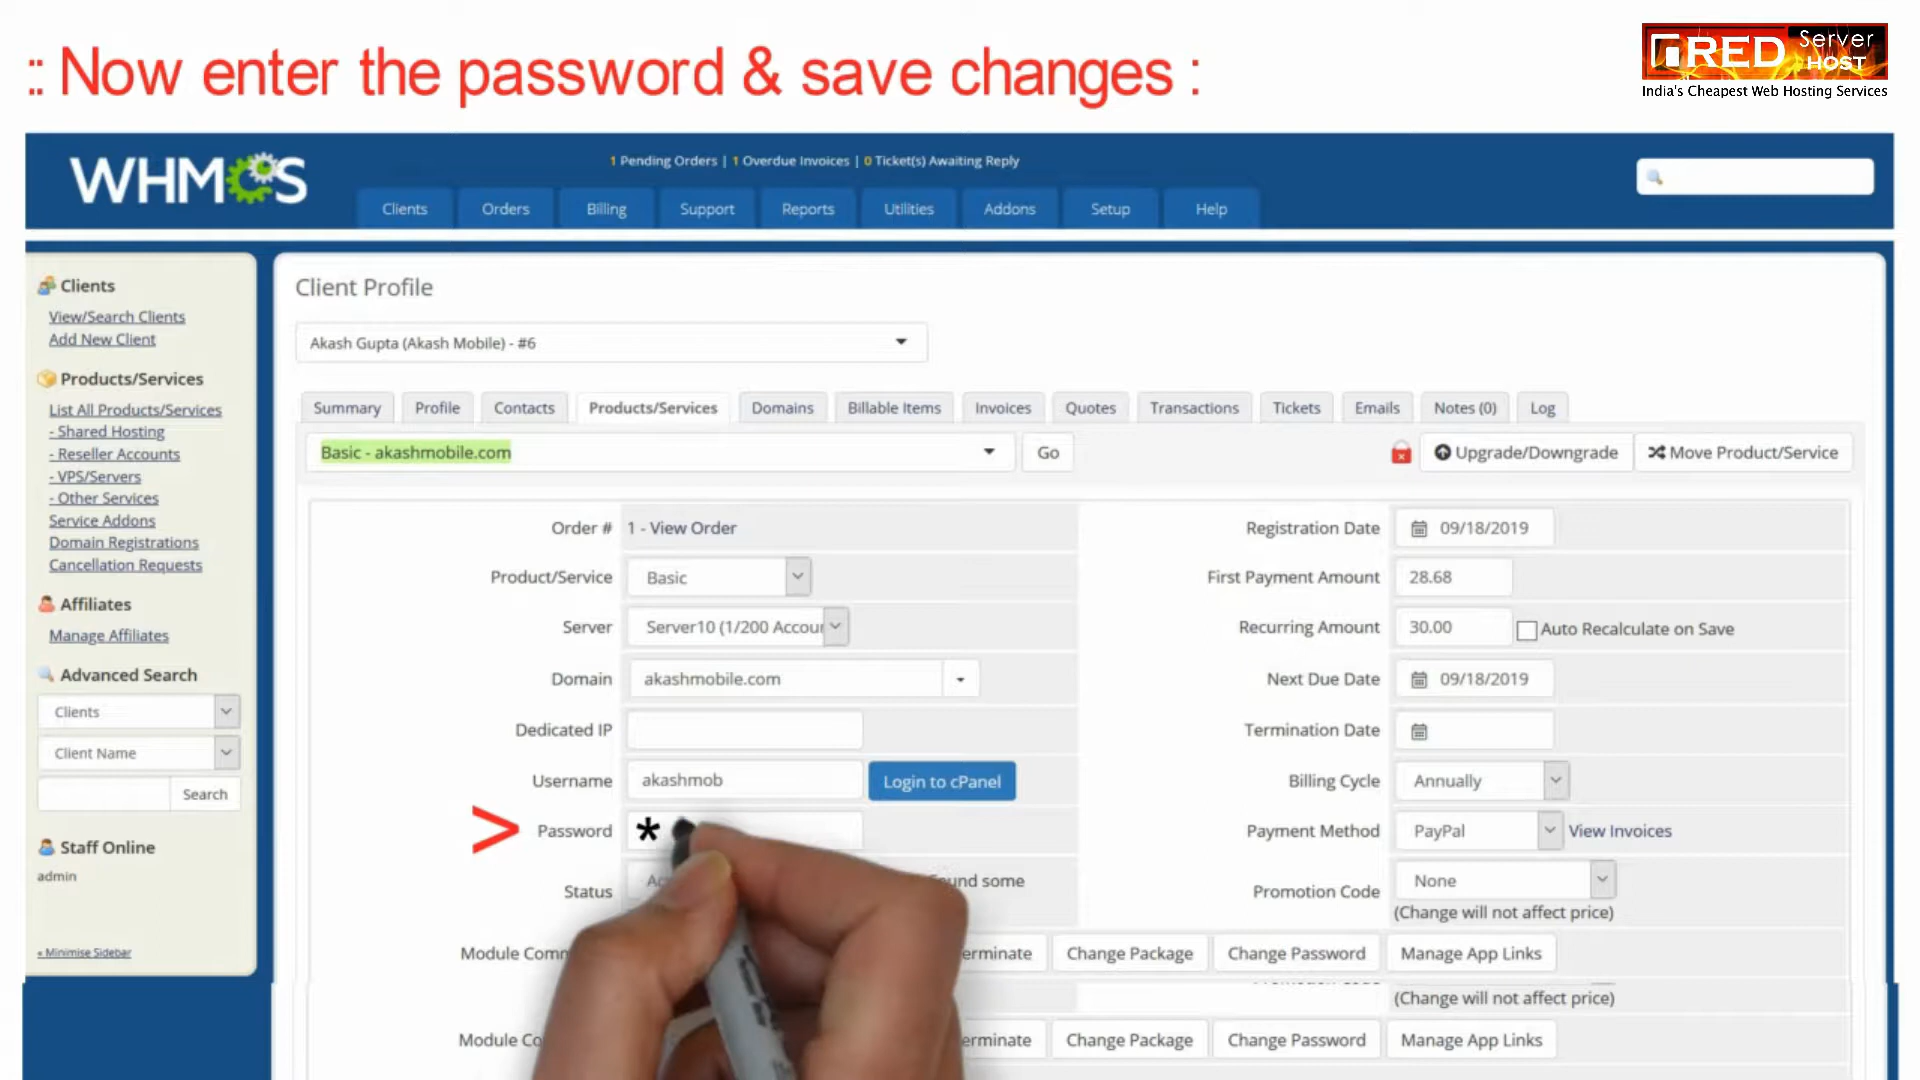 :: Now enter the password & save changes :
RED Server HOST
India's Cheapest Web Hosting Services
WHMCS
1 Pending Orders | 1 Overdue Invoices | 0 Ticket(s) Awaiting Reply
Clients Orders Billing Support Reports Utilities Addons Setup Help
Clients
View/Search Clients
Add New Client
Products/Services
List All Products/Services
- Shared Hosting
- Reseller Accounts
- VPS/Servers
- Other Services
Service Addons
Domain Registrations
Cancellation Requests
Affiliates
Manage Affiliates
Advanced Search
Clients
Client Name
Search
Staff Online
admin
« Minimise Sidebar
Client Profile
Akash Gupta (Akash Mobile) - #6
Summary Profile Contacts Products/Services Domains Billable Items Invoices Quotes Transactions Tickets Emails Notes (0) Log
Basic - akashmobile.com Go Upgrade/Downgrade Move Product/Service
Order # 1 - View Order Registration Date 09/18/2019
Product/Service Basic First Payment Amount 28.68
Server Server10 (1/200 Accou Recurring Amount 30.00 Auto Recalculate on Save
Domain akashmobile.com Next Due Date 09/18/2019
Dedicated IP Termination Date
Username akashmob Login to cPanel Billing Cycle Annually
> Password * Payment Method PayPal View Invoices
Status some Promotion Code None
(Change will not affect price)
Module Change Package Change Password Manage App Links
(Change will not affect price)
Module Change Package Change Password Manage App Links